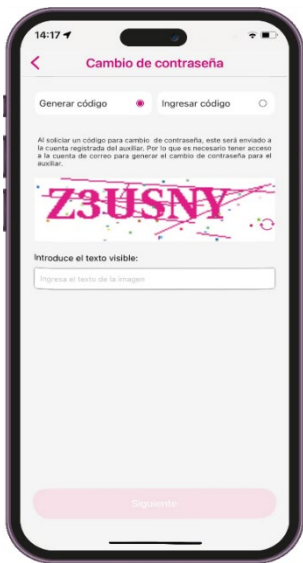 14:17
Cambio de contraseña
Generar código
Ingresar código
Al soliciar un código para cambio de contraseña, este será enviado a
la cuenta registrada del auxiliar. Por lo que es necesario tener acceso
a la cuenta de correo para generar el cambio de contraseña para el
auxiliar.
Z3USNY
Introduce el texto visible:
Ingresa el texto de la imagen
Siguiente